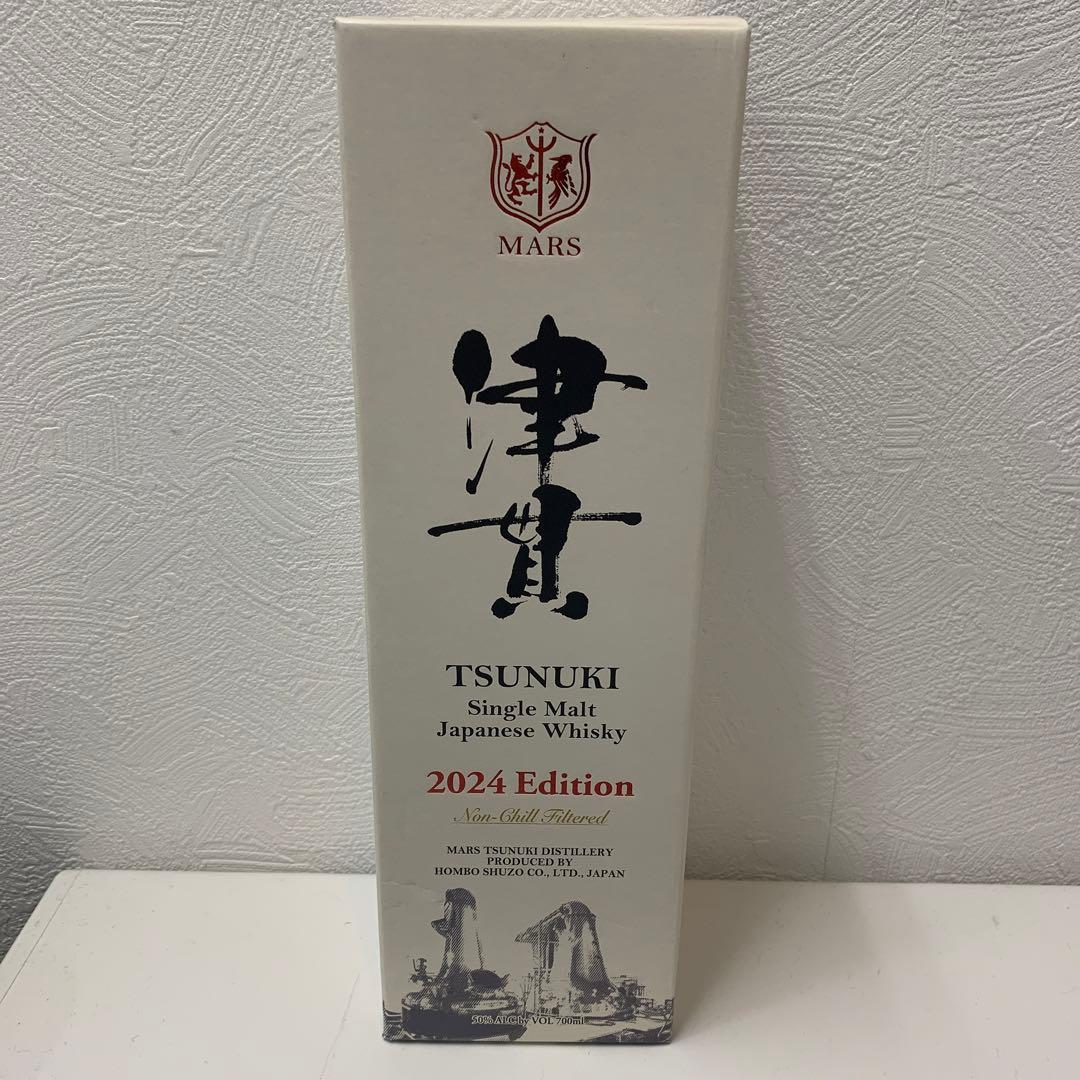 MARS
津貫
TSUNUKI
Single Malt
Japanese Whisky
2024 Edition
Non-Chill Filtered
MARS TSUNUKI DISTILLERY
PRODUCED BY
HOMBO SHUZO CO., LTD., JAPAN
50% ALC by VOL 700ml